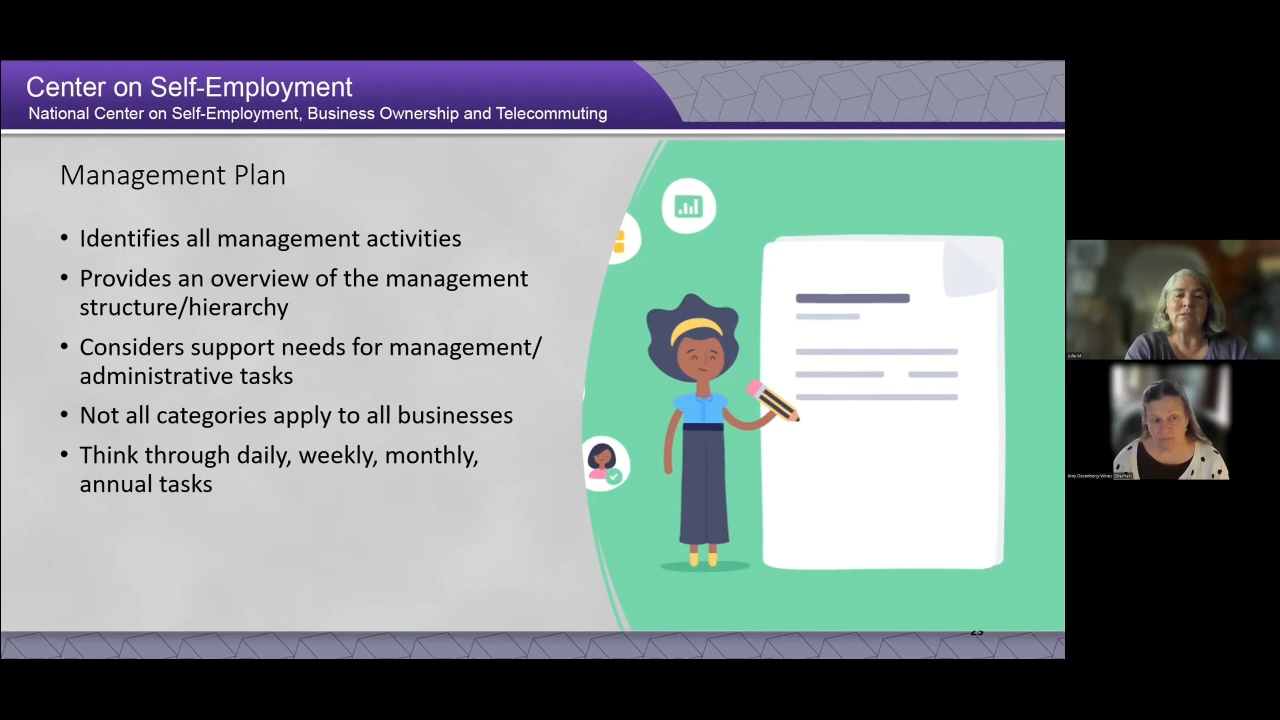 Center on Self-Employment
National Center on Self-Employment, Business Ownership and Telecommuting
Management Plan
• Identifies all management activities
• Provides an overview of the management
structure/hierarchy
• Considers support needs for management/
administrative tasks
• Not all categories apply to all businesses
• Think through daily, weekly, monthly,
annual tasks
23
Julie.M